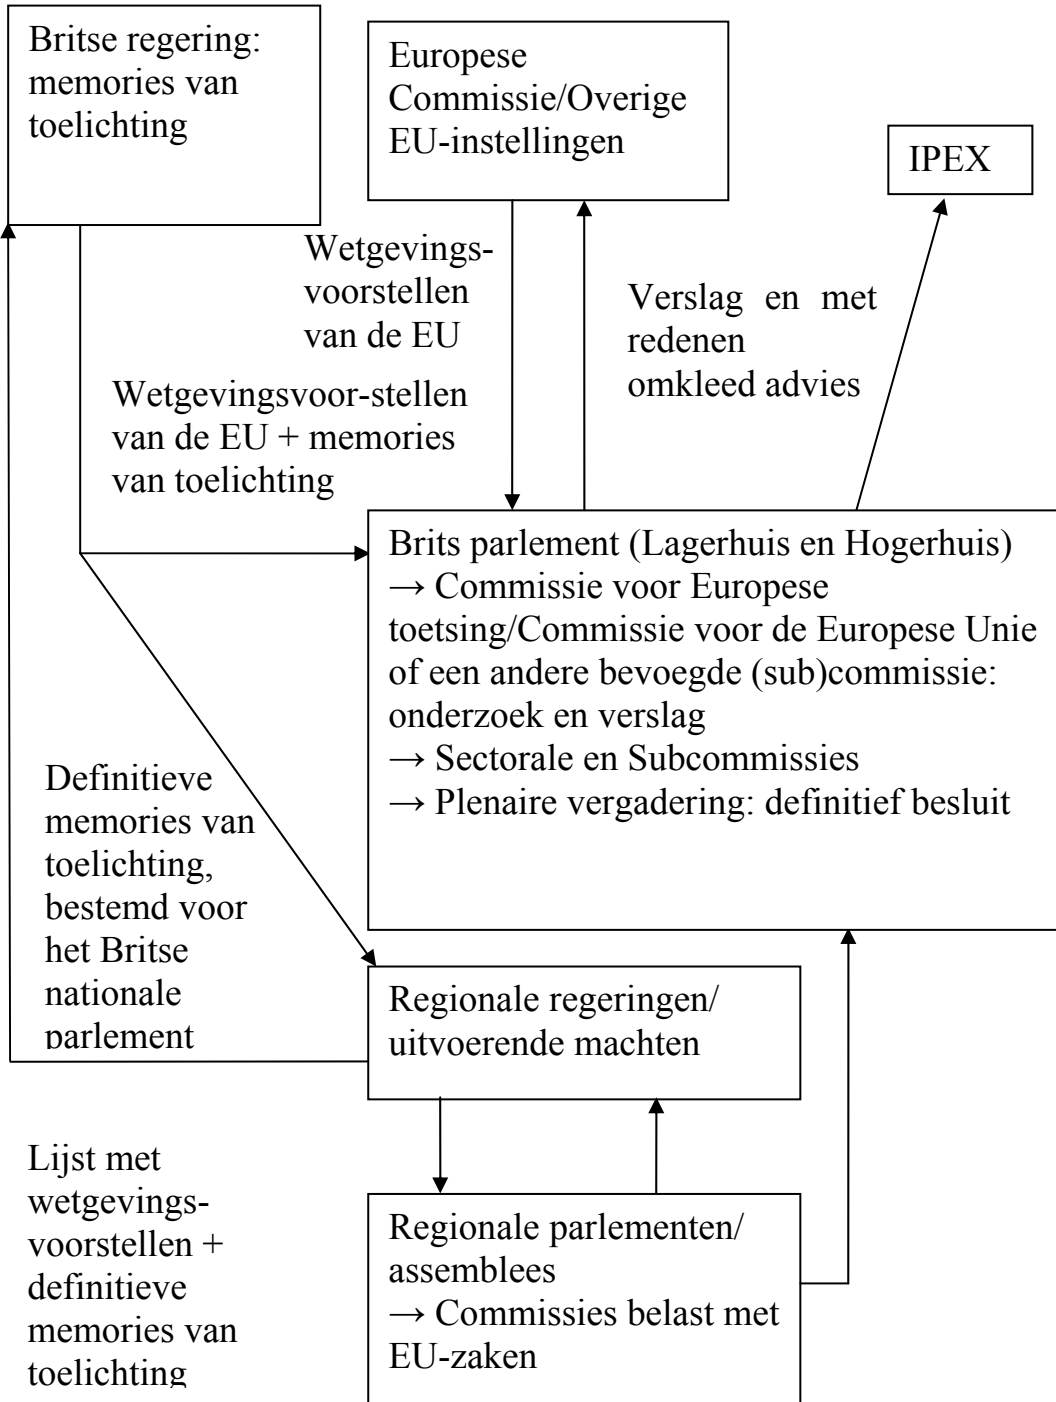 Britse regering:
memories van
toelichting
Europese
Commissie/Overige
EU-instellingen
IPEX
Wetgevings-
voorstellen
van de EU
Verslag en met
redenen
omkleed advies
Wetgevingsvoor-stellen
van de EU + memories
van toelichting
Brits parlement (Lagerhuis en Hogerhuis)
→ Commissie voor Europese
toetsing/Commissie voor de Europese Unie
of een andere bevoegde (sub)commissie:
onderzoek en verslag
→ Sectorale en Subcommissies
→ Plenaire vergadering: definitief besluit
Definitieve
memories van
toelichting,
bestemd voor
het Britse
nationale
parlement
Regionale regeringen/
uitvoerende machten
Lijst met
wetgevings-
voorstellen +
definitieve
memories van
toelichting
Regionale parlementen/
assemblees
→ Commissies belast met
EU-zaken